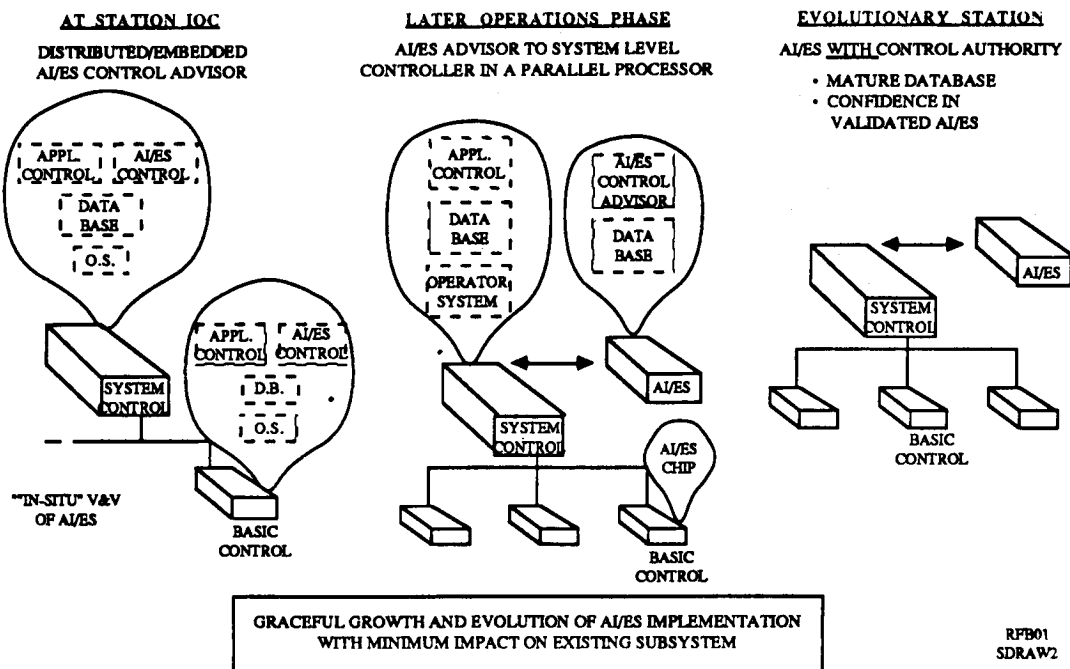 AT STATION IOC
DISTRIBUTED/EMBEDDED
AI/ES CONTROL ADVISOR
APPL.
CONTROL
AI/ES
CONTROL
DATA
BASE
O.S.
SYSTEM
CONTROL
APPL.
CONTROL
AI/ES
CONTROL
D.B.
O.S.
BASIC
CONTROL
""IN-SITU" V&V
OF AI/ES
LATER OPERATIONS PHASE
AI/ES ADVISOR TO SYSTEM LEVEL
CONTROLLER IN A PARALLEL PROCESSOR
APPL.
CONTROL
DATA
BASE
OPERATOR
SYSTEM
AI/ES
CONTROL
ADVISOR
DATA
BASE
SYSTEM
CONTROL
AI/ES
AI/ES
CHIP
BASIC
CONTROL
EVOLUTIONARY STATION
AI/ES WITH CONTROL AUTHORITY
• MATURE DATABASE
• CONFIDENCE IN
VALIDATED AI/ES
AI/ES
SYSTEM
CONTROL
BASIC
CONTROL
GRACEFUL GROWTH AND EVOLUTION OF AI/ES IMPLEMENTATION
WITH MINIMUM IMPACT ON EXISTING SUBSYSTEM
RFB01
SDRAW2